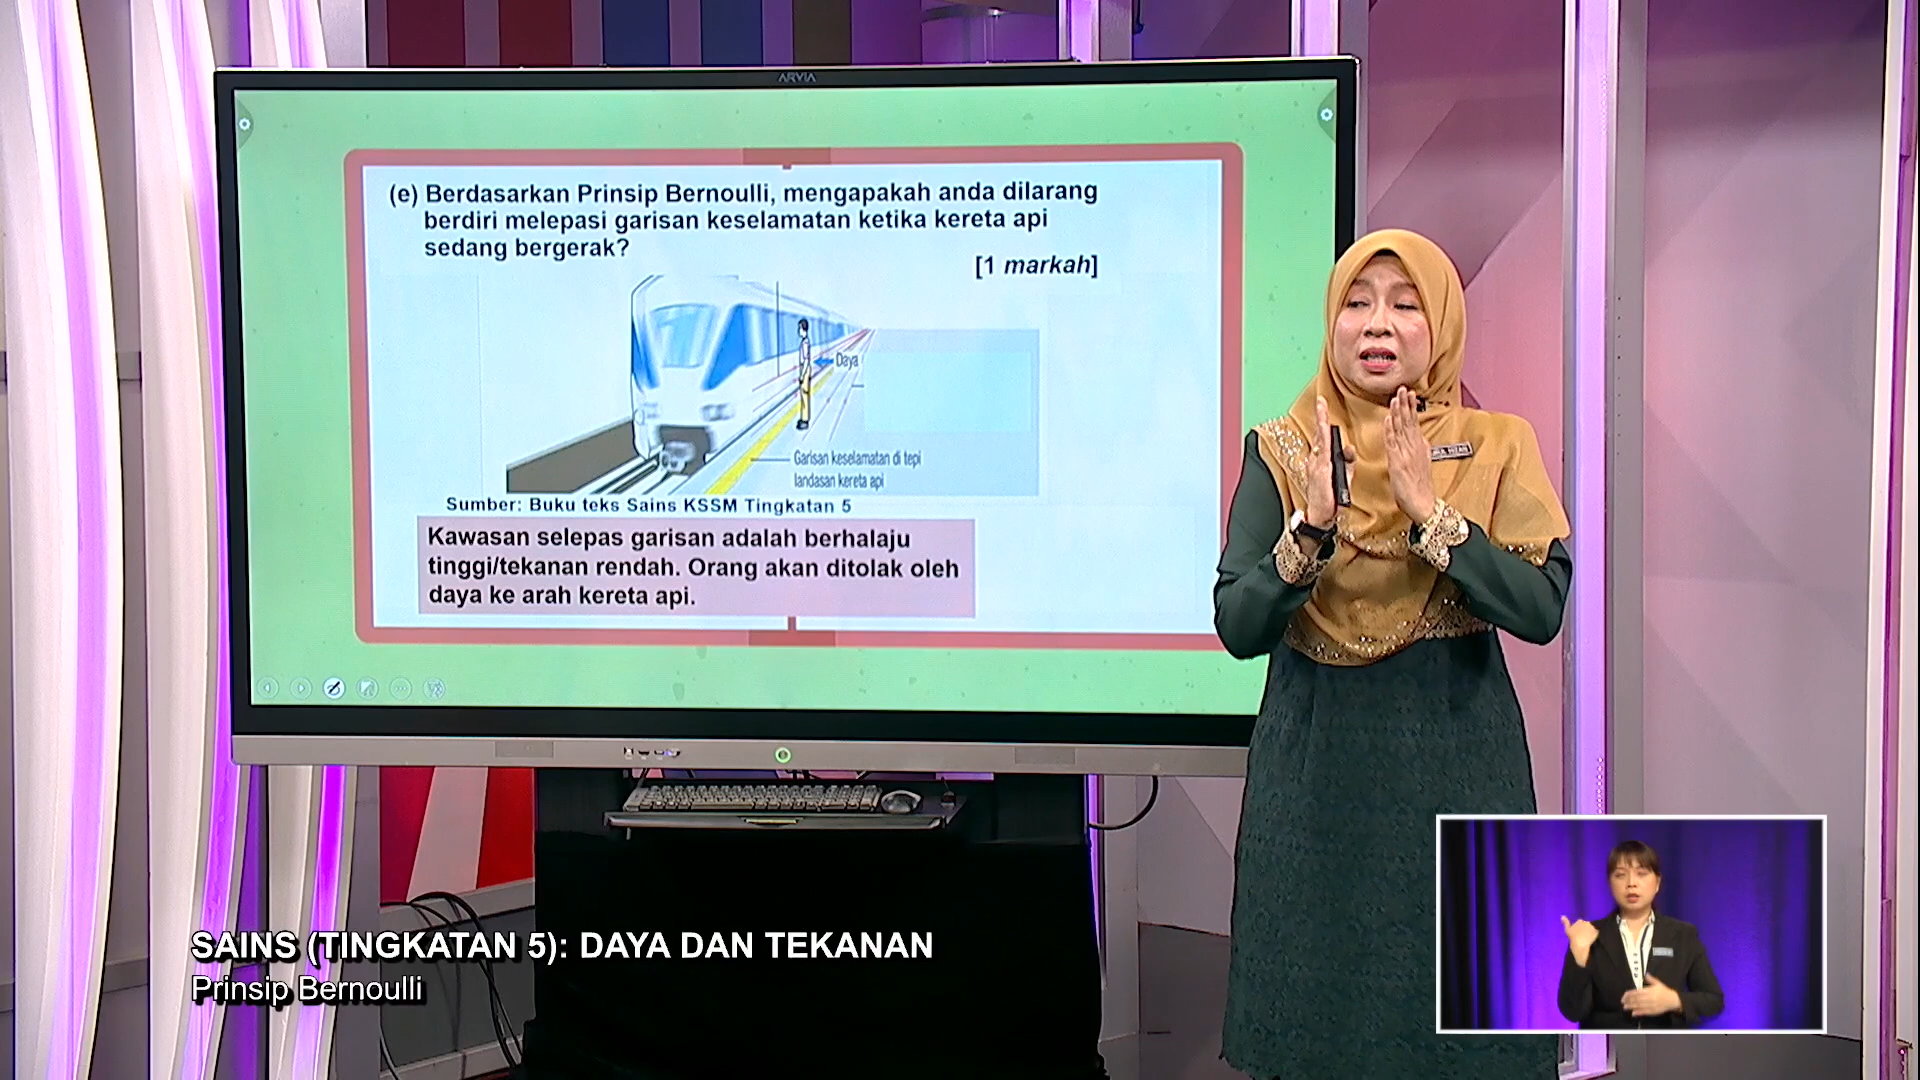 ARVIA
(e) Berdasarkan Prinsip Bernoulli, mengapakah anda dilarang
berdiri melepasi garisan keselamatan ketika kereta api
sedang bergerak?
[1 markah]
Daya
Garisan keselamatan di tepi
landasan kereta api
Sumber: Buku teks Sains KSSM Tingkatan 5
Kawasan selepas garisan adalah berhalaju
tinggi/tekanan rendah. Orang akan ditolak oleh
daya ke arah kereta api.
SAINS (TINGKATAN 5): DAYA DAN TEKANAN
Prinsip Bernoulli